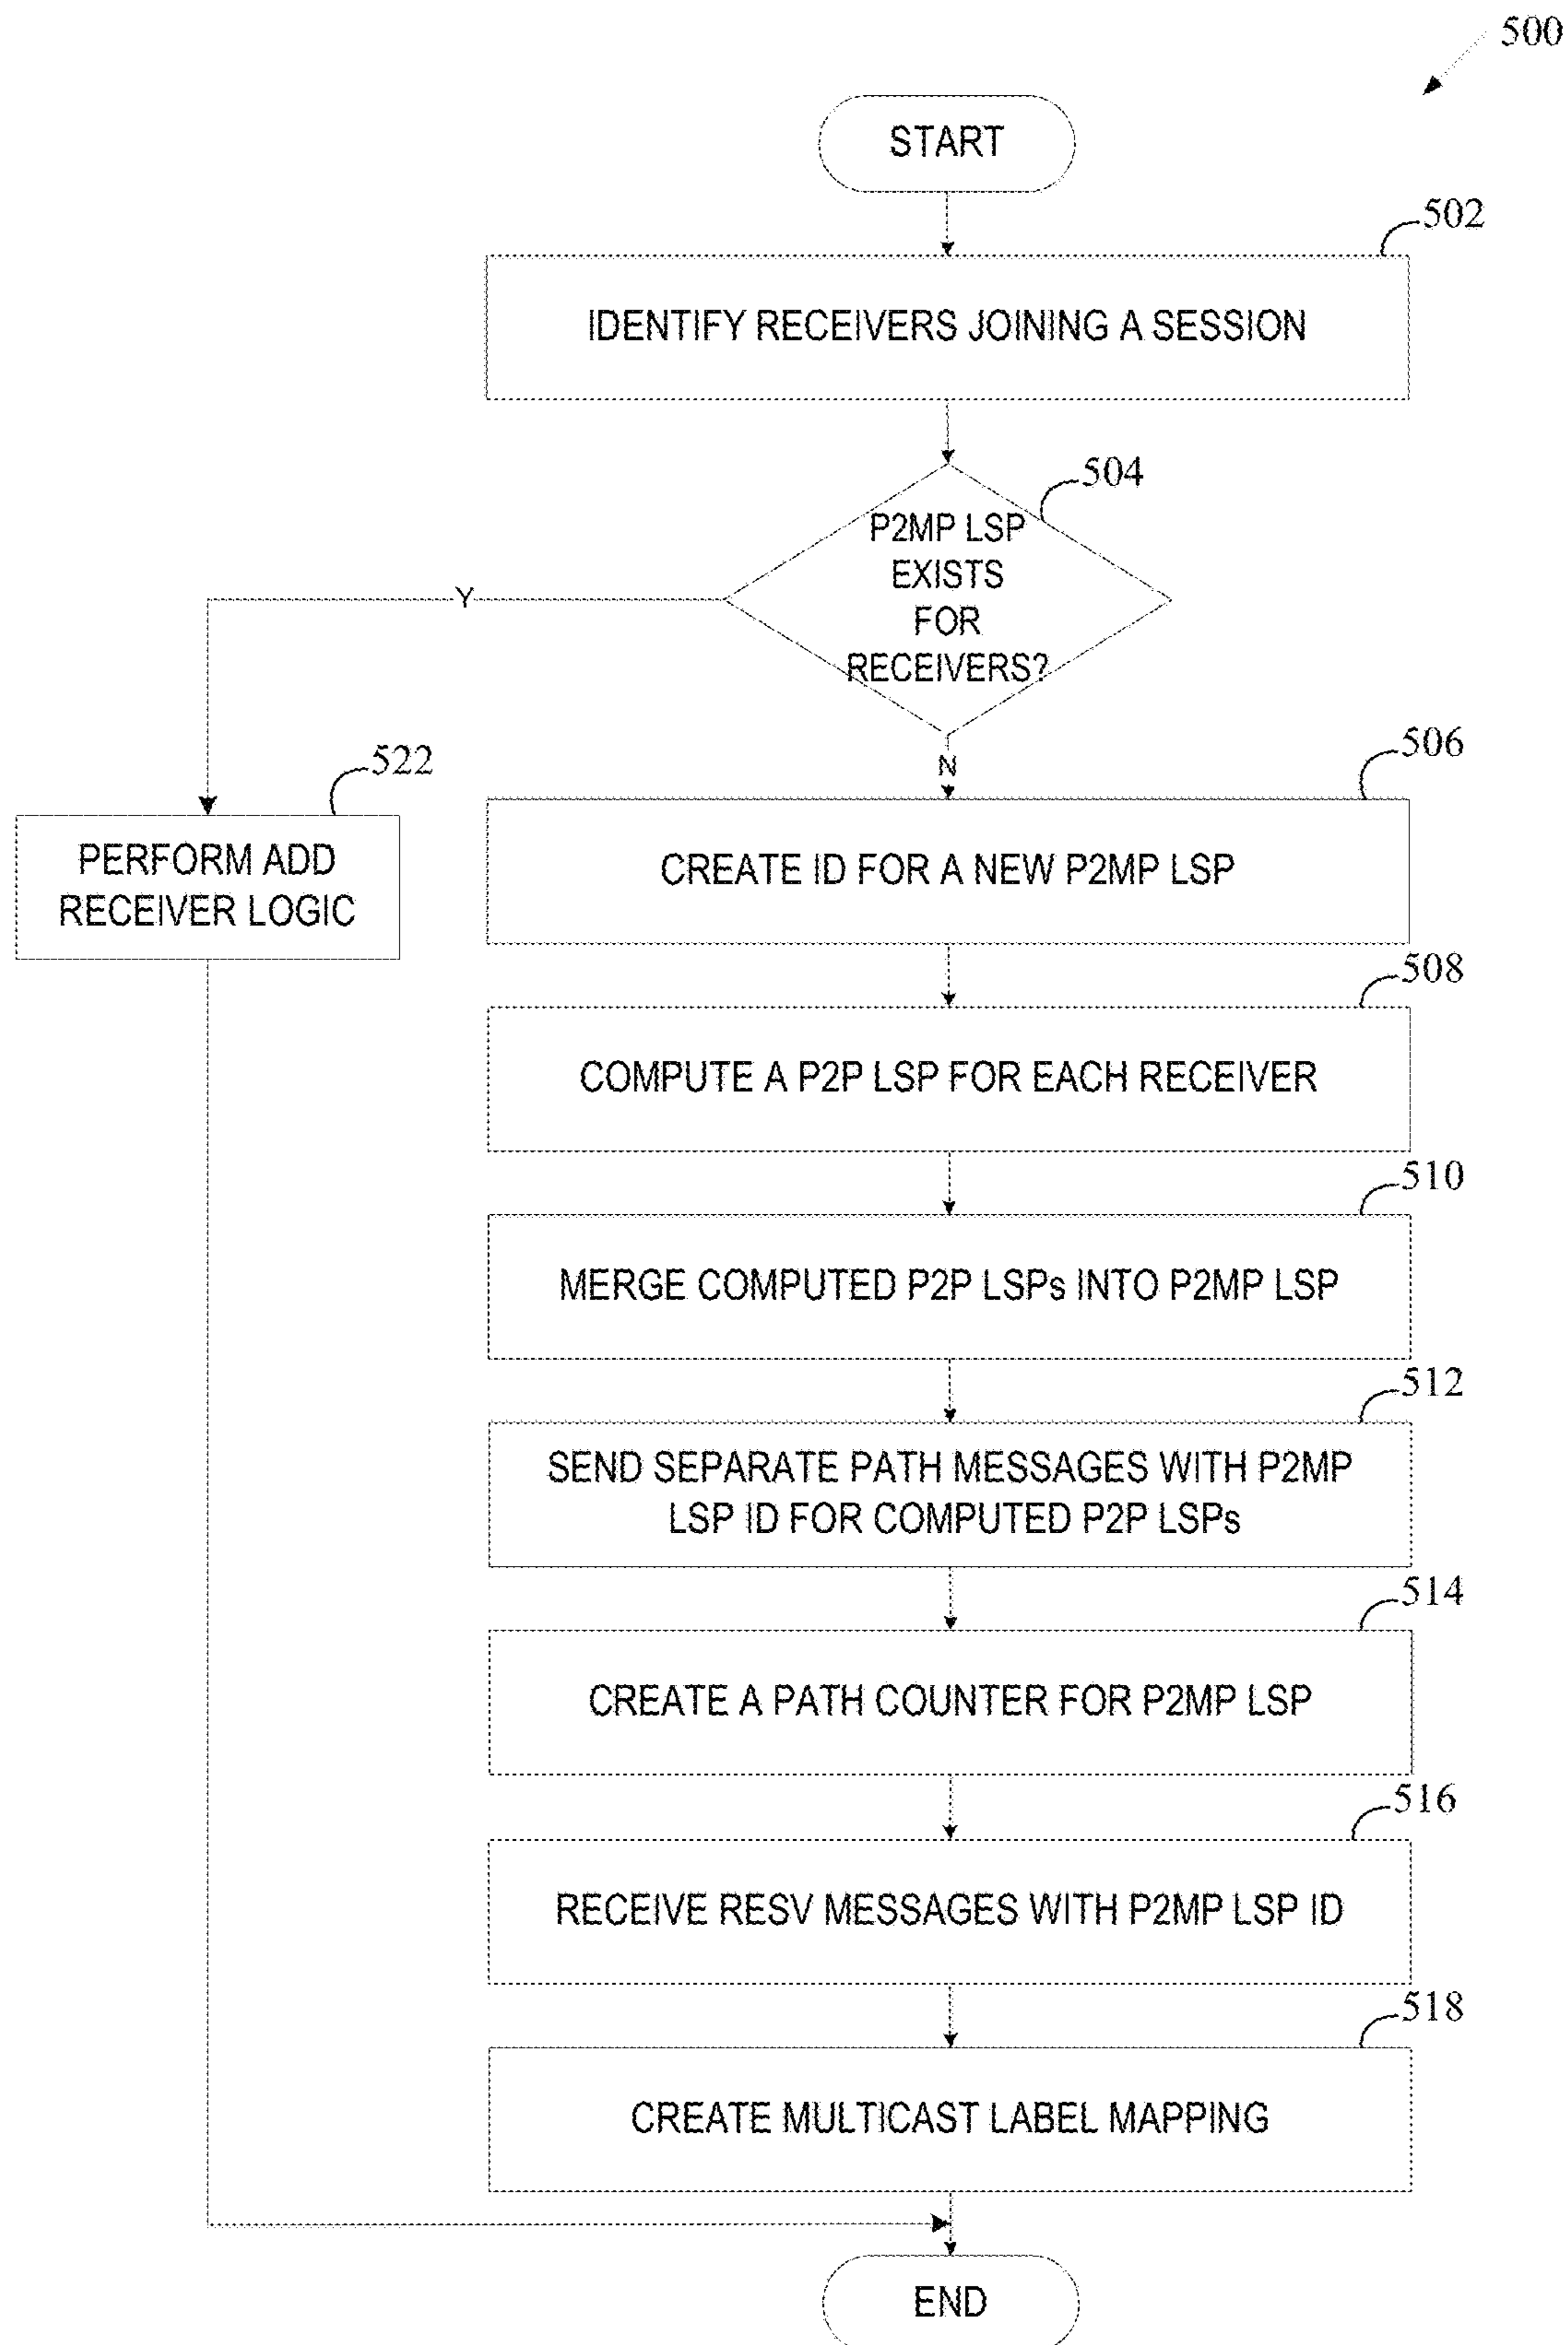 500
START
502
IDENTIFY RECEIVERS JOINING A SESSION
504
P2MP LSP
EXISTS
FOR
RECEIVERS?
Y
N
522
PERFORM ADD
RECEIVER LOGIC
506
CREATE ID FOR A NEW P2MP LSP
508
COMPUTE A P2P LSP FOR EACH RECEIVER
510
MERGE COMPUTED P2P LSPs INTO P2MP LSP
512
SEND SEPARATE PATH MESSAGES WITH P2MP
LSP ID FOR COMPUTED P2P LSPs
514
CREATE A PATH COUNTER FOR P2MP LSP
516
RECEIVE RESV MESSAGES WITH P2MP LSP ID
518
CREATE MULTICAST LABEL MAPPING
END